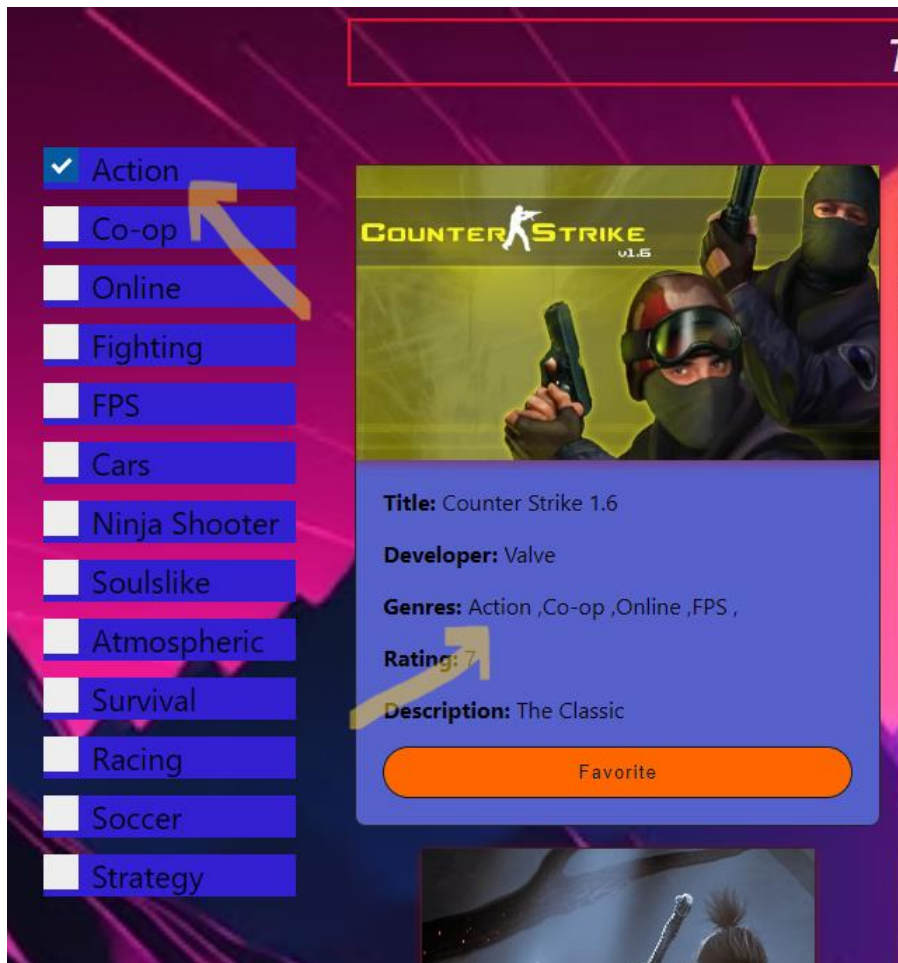 Action
Co-op
Online
Fighting
FPS
Cars
Ninja Shooter
Soulslike
Atmospheric
Survival
Racing
Soccer
Strategy
COUNTER STRIKE
v1.6
Title: Counter Strike 1.6
Developer: Valve
Genres: Action ,Co-op ,Online ,FPS ,
Rating: 7
Description: The Classic
Favorite